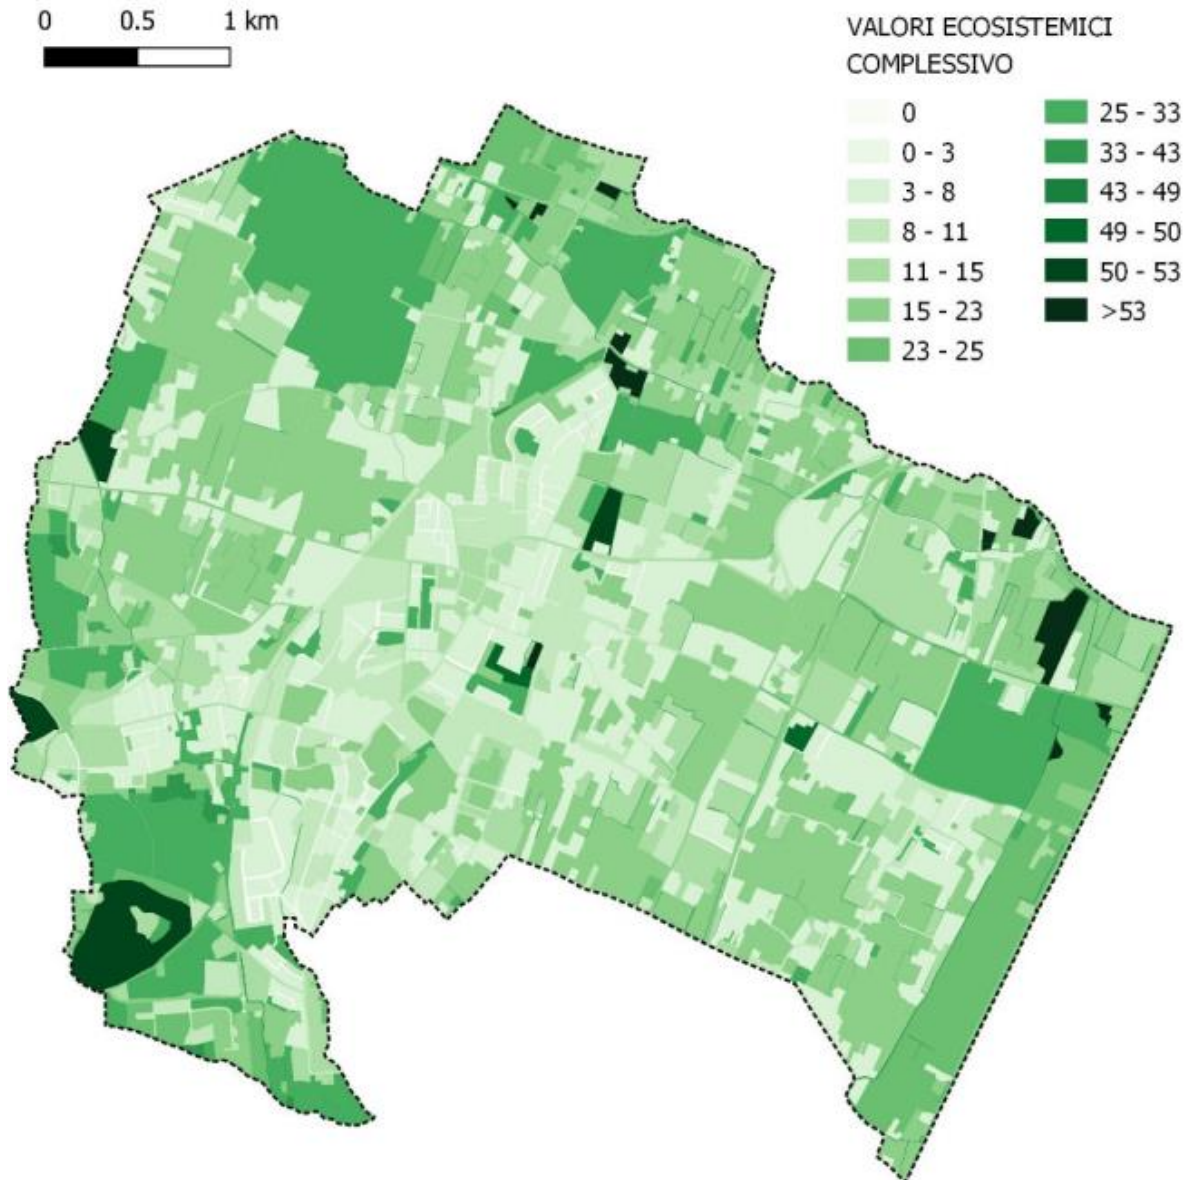 0 0.5 1 km
VALORI ECOSISTEMICI
COMPLESSIVO
0
0 - 3
3 - 8
8 - 11
11 - 15
15 - 23
23 - 25
25 - 33
33 - 43
43 - 49
49 - 50
50 - 53
>53